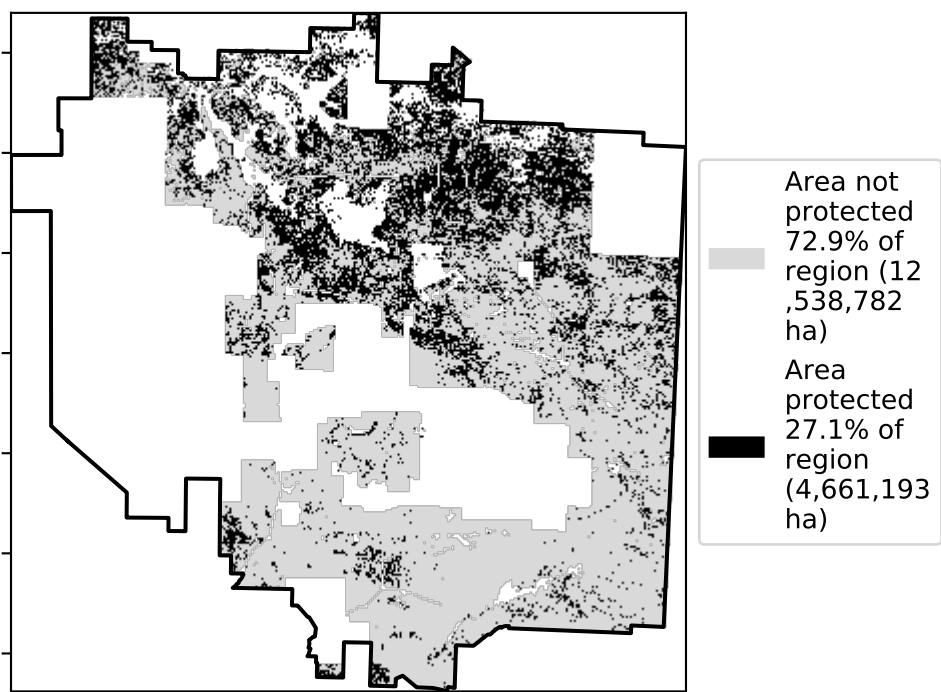 Area not
protected
72.9% of
region (12
,538,782
ha)
Area
protected
27.1% of
region
(4,661,193
ha)